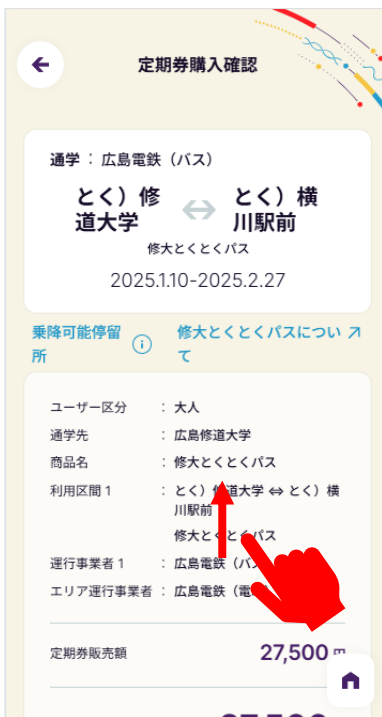 定期券購入確認
通学：広島電鉄（バス）
とく）修
道大学
とく）横
川駅前
修大とくとくパス
2025.1.10-2025.2.27
乗降可能停留
所
修大とくとくパスについ
て
ユーザー区分 ：大人
通学先 ：広島修道大学
商品名 ：修大とくとくパス
利用区間 1 ：とく）修道大学 ⇔ とく）横
川駅前
修大とくとくパス
運行事業者 1 ：広島電鉄（バス
エリア運行事業者 ：広島電鉄（電
定期券販売額 27,500 円